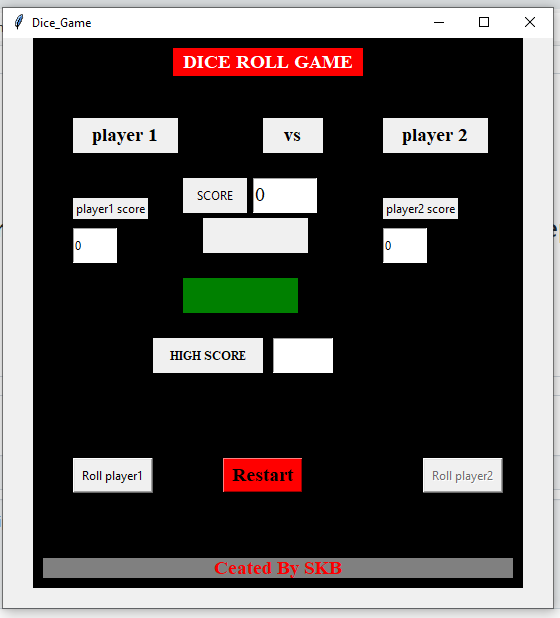 Dice_Game
DICE ROLL GAME
player 1
vs
player 2
SCORE
0
player1 score
player2 score
0
0
HIGH SCORE
Roll player1
Restart
Roll player2
Ceated By SKB